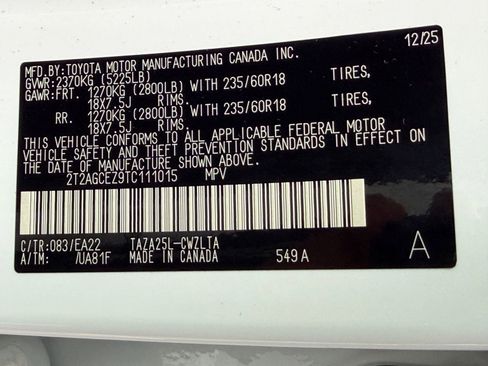 MFD.BY:TOYOTA MOTOR MANUFACTURING CANADA INC. 12/25
GVWR:2370KG (5225LB)
GAWR:FRT. 1270KG (2800LB) WITH 235/60R18 TIRES,
18X7.5J RIMS.
RR. 1270KG (2800LB) WITH 235/60R18 TIRES,
18X7.5J RIMS.
THIS VEHICLE CONFORMS TO ALL APPLICABLE FEDERAL MOTOR
VEHICLE SAFETY AND THEFT PREVENTION STANDARDS IN EFFECT ON
THE DATE OF MANUFACTURE SHOWN ABOVE.
2T2AGCEZ9TC111015 MPV
C/TR:083/EA22 TAZA25L-CWZLTA
A/TM: /UA81F MADE IN CANADA 549A A